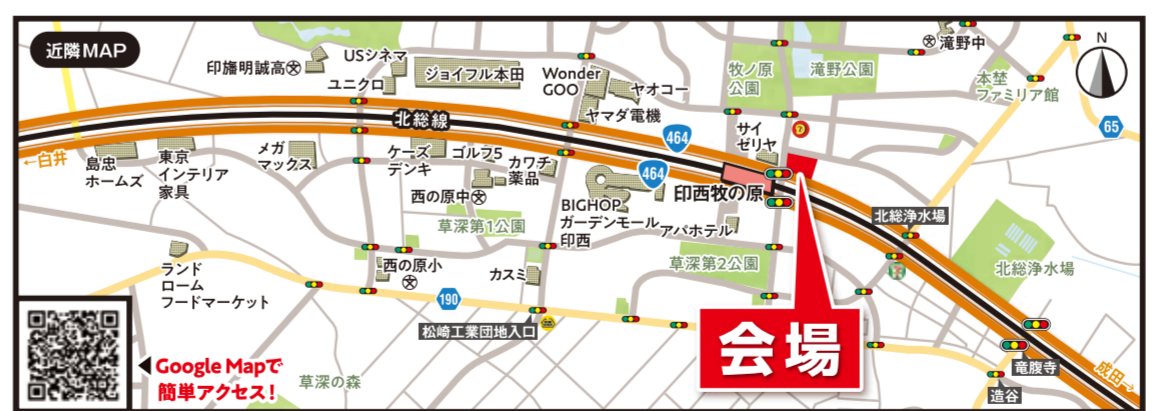 近隣MAP
N
印旛明誠高
USシネマ
ユニクロ
ジョイフル本田
Wonder
GOO
ヤオコー
ヤマダ電機
牧ノ原
公園
滝野公園
滝野中
本埜
ファミリア館
65
北総線
464
464
サイ
ゼリヤ
←白井
島忠
ホームズ
東京
インテリア
家具
メガ
マックス
ケーズ
デンキ
ゴルフ5
カワチ
薬品
西の原中
草深第1公園
BIGHOP
ガーデンモール
印西
印西牧の原
アパホテル
草深第2公園
北総浄水場
北総浄水場
ランド
ローム
フードマーケット
西の原小
カスミ
190
松崎工業団地入口
会場
竜腹寺
造谷
成田→
草深の森
Google Mapで
簡単アクセス!